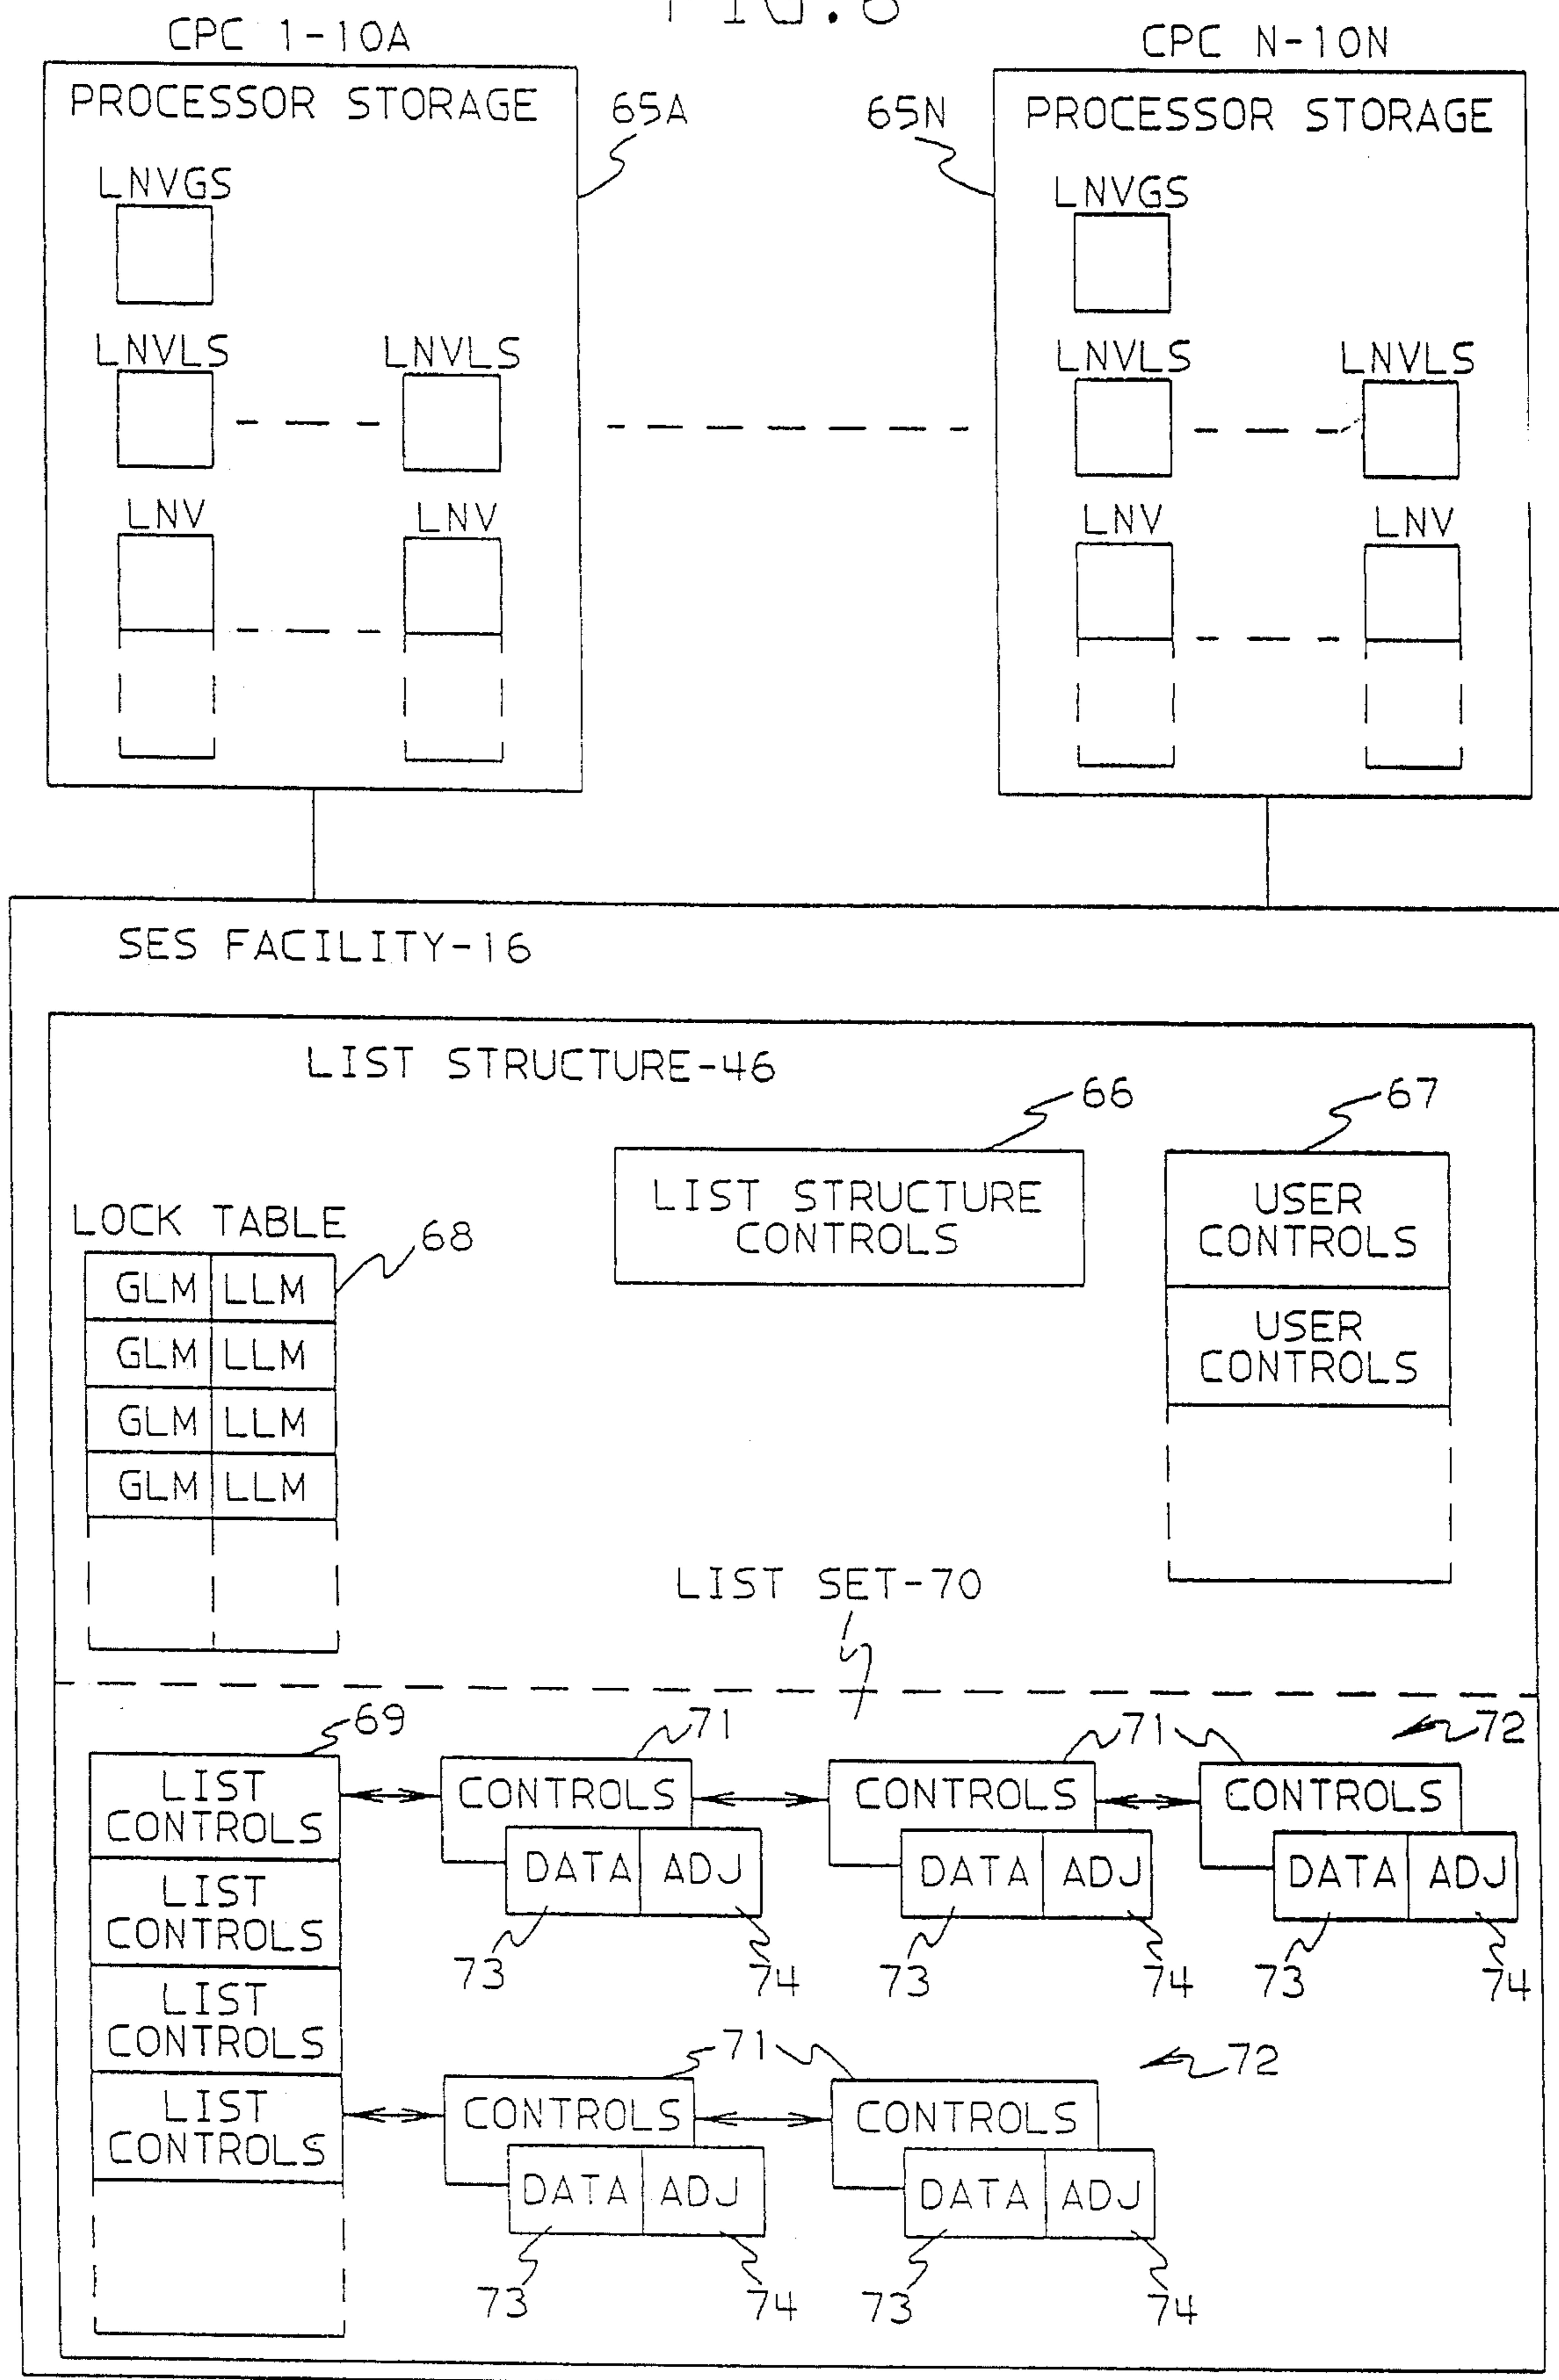 FIG.
CPC 1-10A
CPC N-10N
PROCESSOR STORAGE
65A
65N
PROCESSOR STORAGE
LNVGS
LNVGS
LNVLS
LNVLS
LNVLS
LNVLS
LNV
LNV
LNV
LNV
SES FACILITY-16
LIST STRUCTURE-46
66
67
LIST STRUCTURE
CONTROLS
USER
CONTROLS
USER
CONTROLS
LOCK TABLE
68
GLM LLM
GLM LLM
GLM LLM
GLM LLM
LIST SET-70
69
71
71
72
LIST
CONTROLS
CONTROLS
CONTROLS
CONTROLS
DATA ADJ
DATA ADJ
DATA ADJ
LIST
CONTROLS
73
74
73
74
73
74
LIST
CONTROLS
71
72
LIST
CONTROLS
CONTROLS
CONTROLS
DATA ADJ
DATA ADJ
73
74
73
74